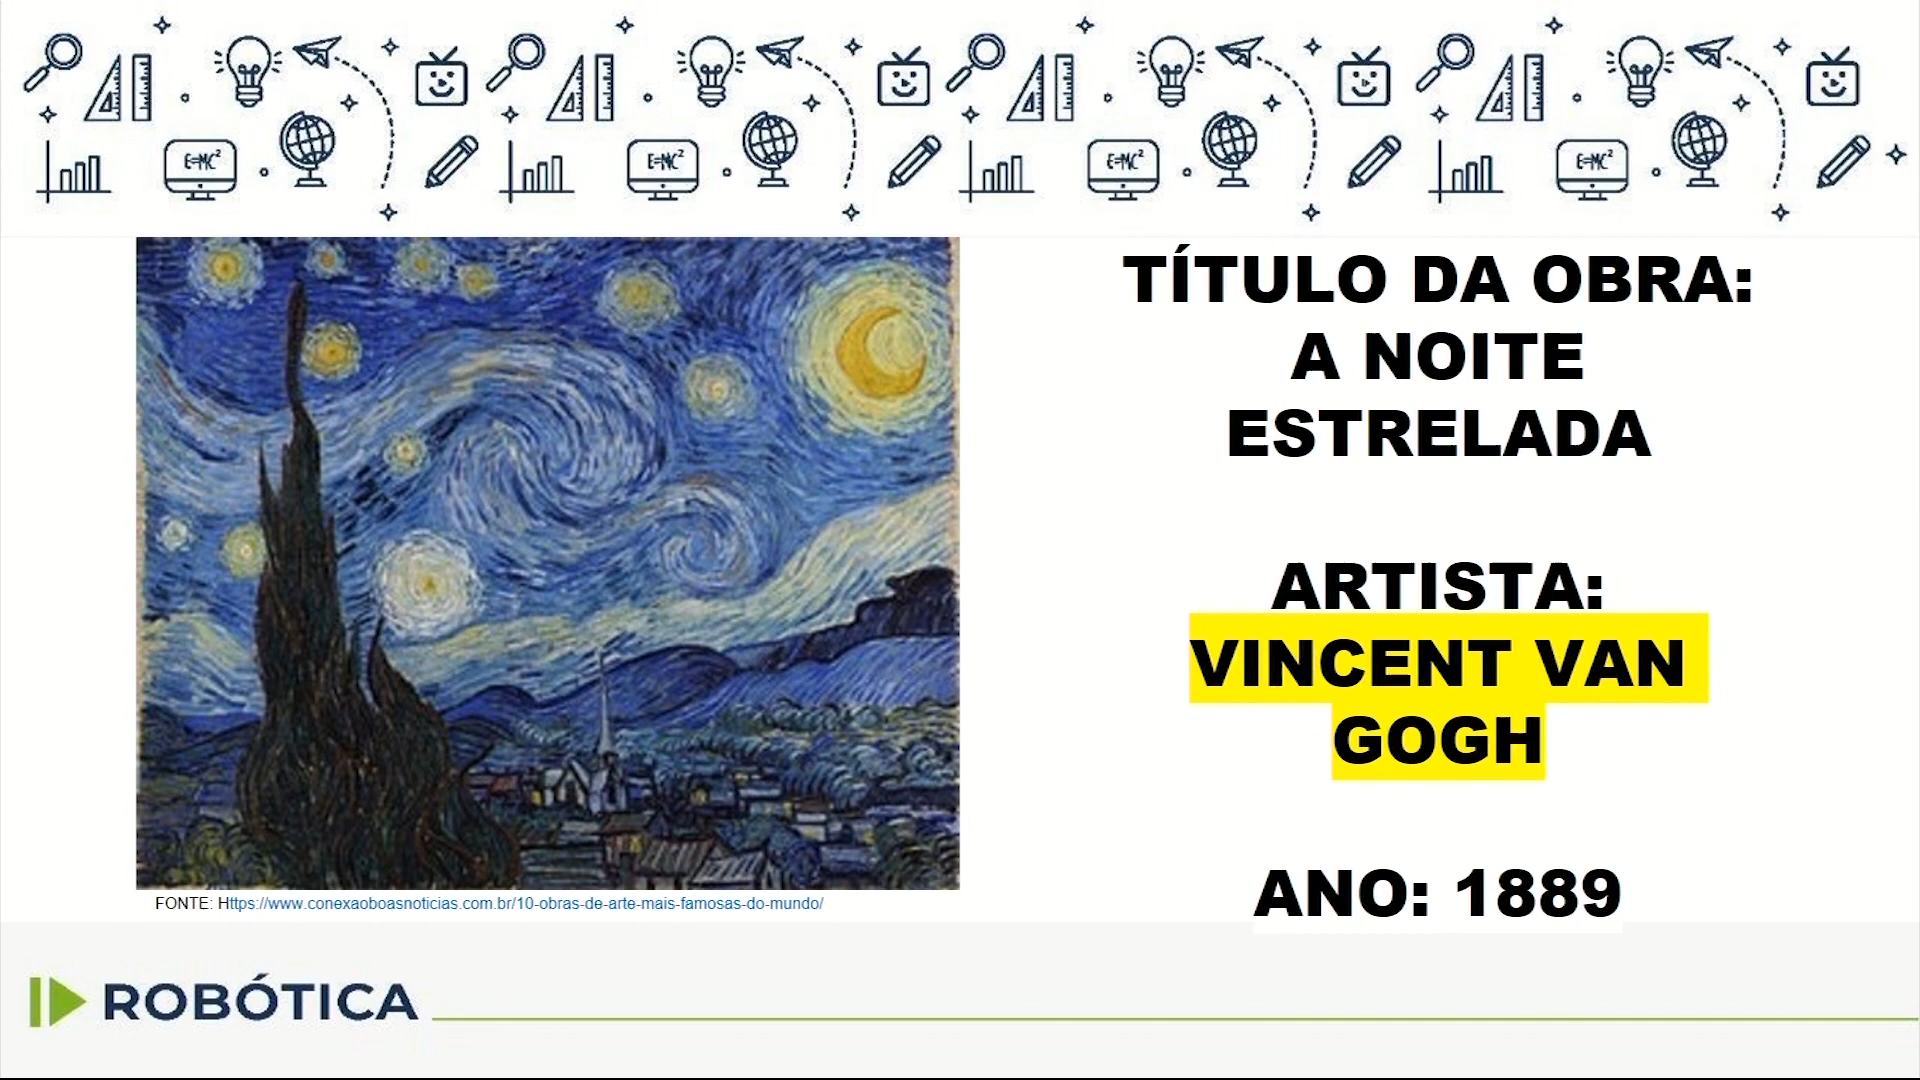 E=MC² E=MC² E=MC² E=MC²
TÍTULO DA OBRA:
A NOITE
ESTRELADA
ARTISTA:
VINCENT VAN
GOGH
ANO: 1889
FONTE: Https://www.conexaoboasnoticias.com.br/10-obras-de-arte-mais-famosas-do-mundo/
ROBÓTICA